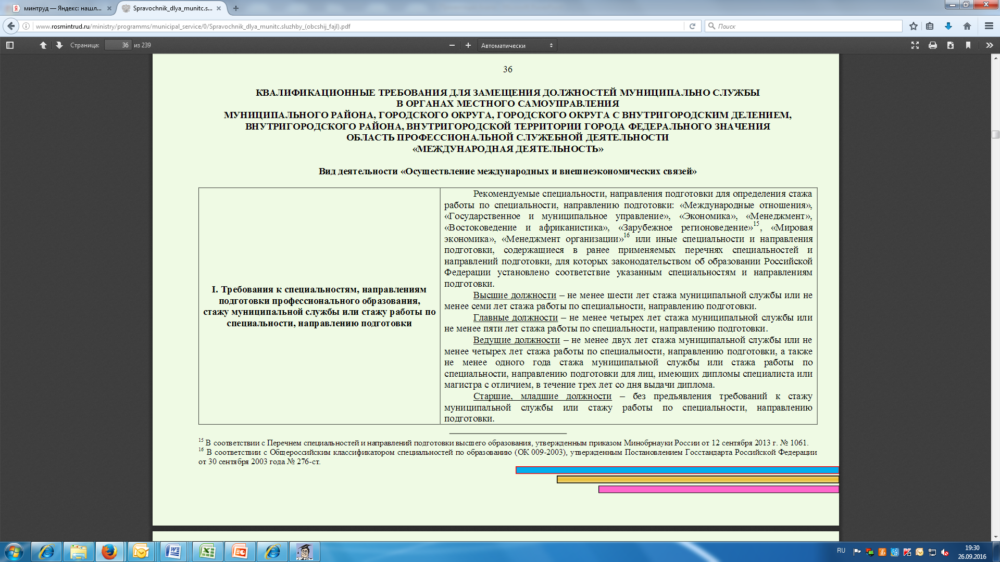 минтруд — Яндекс: нашл...
Spravochnik_dlya_munitc.s...
www.rosmintrud.ru/ministry/programms/municipal_service/0/Spravochnik_dlya_munitc.sluzhby_(obcshij_fajl).pdf
Поиск
Страница: 36 из 239
Автоматически
36
КВАЛИФИКАЦИОННЫЕ ТРЕБОВАНИЯ ДЛЯ ЗАМЕЩЕНИЯ ДОЛЖНОСТЕЙ МУНИЦИПАЛЬНО СЛУЖБЫ
В ОРГАНАХ МЕСТНОГО САМОУПРАВЛЕНИЯ
МУНИЦИПАЛЬНОГО РАЙОНА, ГОРОДСКОГО ОКРУГА, ГОРОДСКОГО ОКРУГА С ВНУТРИГОРОДСКИМ ДЕЛЕНИЕМ,
ВНУТРИГОРОДСКОГО РАЙОНА, ВНУТРИГОРОДСКОЙ ТЕРРИТОРИИ ГОРОДА ФЕДЕРАЛЬНОГО ЗНАЧЕНИЯ
ОБЛАСТЬ ПРОФЕССИОНАЛЬНОЙ СЛУЖЕБНОЙ ДЕЯТЕЛЬНОСТИ
«МЕЖДУНАРОДНАЯ ДЕЯТЕЛЬНОСТЬ»
Вид деятельности «Осуществление международных и внешнеэкономических связей»
I. Требования к специальностям, направлениям
подготовки профессионального образования,
стажу муниципальной службы или стажу работы по
специальности, направлению подготовки
Рекомендуемые специальности, направления подготовки для определения стажа
работы по специальности, направлению подготовки: «Международные отношения»,
«Государственное и муниципальное управление», «Экономика», «Менеджмент»,
«Востоковедение и африканистика», «Зарубежное регионоведение»15, «Мировая
экономика», «Менеджмент организации»16 или иные специальности и направления
подготовки, содержащиеся в ранее применяемых перечнях специальностей и
направлений подготовки, для которых законодательством об образовании Российской
Федерации установлено соответствие указанным специальностям и направлениям
подготовки.
Высшие должности – не менее шести лет стажа муниципальной службы или не
менее семи лет стажа работы по специальности, направлению подготовки.
Главные должности – не менее четырех лет стажа муниципальной службы или
не менее пяти лет стажа работы по специальности, направлению подготовки.
Ведущие должности – не менее двух лет стажа муниципальной службы или не
менее четырех лет стажа работы по специальности, направлению подготовки, а также
не менее одного года стажа муниципальной службы или стажа работы по
специальности, направлению подготовки для лиц, имеющих дипломы специалиста или
магистра с отличием, в течение трех лет со дня выдачи диплома.
Старшие, младшие должности – без предъявления требований к стажу
муниципальной службы или стажу работы по специальности, направлению
подготовки.
15 В соответствии с Перечнем специальностей и направлений подготовки высшего образования, утвержденным приказом Минобрнауки России от 12 сентября 2013 г. № 1061.
16 В соответствии с Общероссийским классификатором специальностей по образованию (ОК 009-2003), утвержденным Постановлением Госстандарта Российской Федерации
от 30 сентября 2003 года № 276-ст.
RU
19:30
26.09.2016